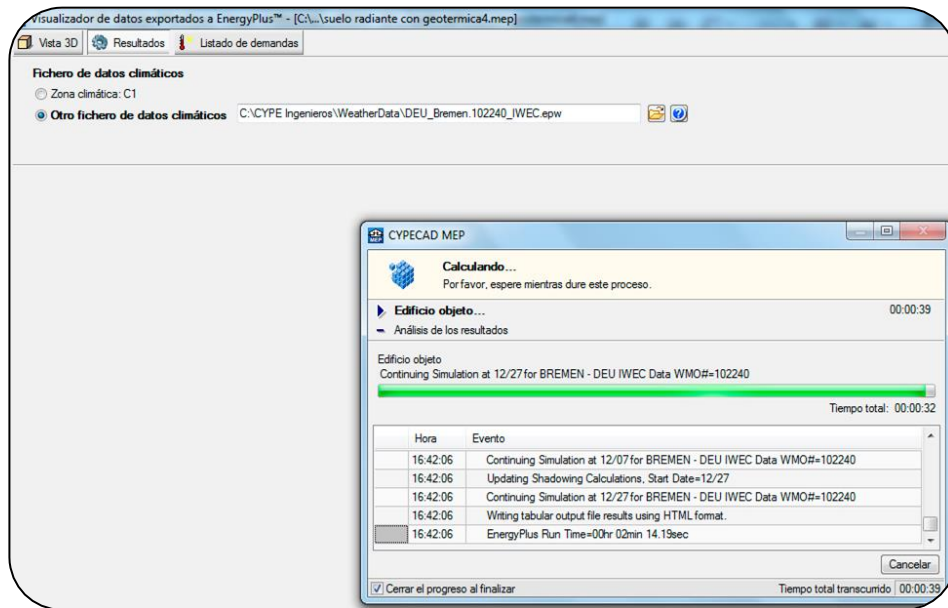 Visualizador de datos exportados a EnergyPlus™ - [C:\...\suelo radiante con geotermica4.mep]
Vista 3D Resultados Listado de demandas
Fichero de datos climáticos
Zona climática: C1
Otro fichero de datos climáticos C:\CYPE Ingenieros\WeatherData\DEU_Bremen.102240_IWEC.epw
CYPECAD MEP
Calculando...
Por favor, espere mientras dure este proceso.
Edificio objeto... 00:00:39
Análisis de los resultados
Edificio objeto
Continuing Simulation at 12/27 for BREMEN - DEU IWEC Data WMO#=102240
Tiempo total: 00:00:32
Hora Evento
16:42:06 Continuing Simulation at 12/07 for BREMEN - DEU IWEC Data WMO#=102240
16:42:06 Updating Shadowing Calculations, Start Date=12/27
16:42:06 Continuing Simulation at 12/27 for BREMEN - DEU IWEC Data WMO#=102240
16:42:06 Writing tabular output file results using HTML format.
16:42:06 EnergyPlus Run Time=00hr 02min 14.19sec
Cancelar
Cerrar el progreso al finalizar Tiempo total transcurrido 00:00:39